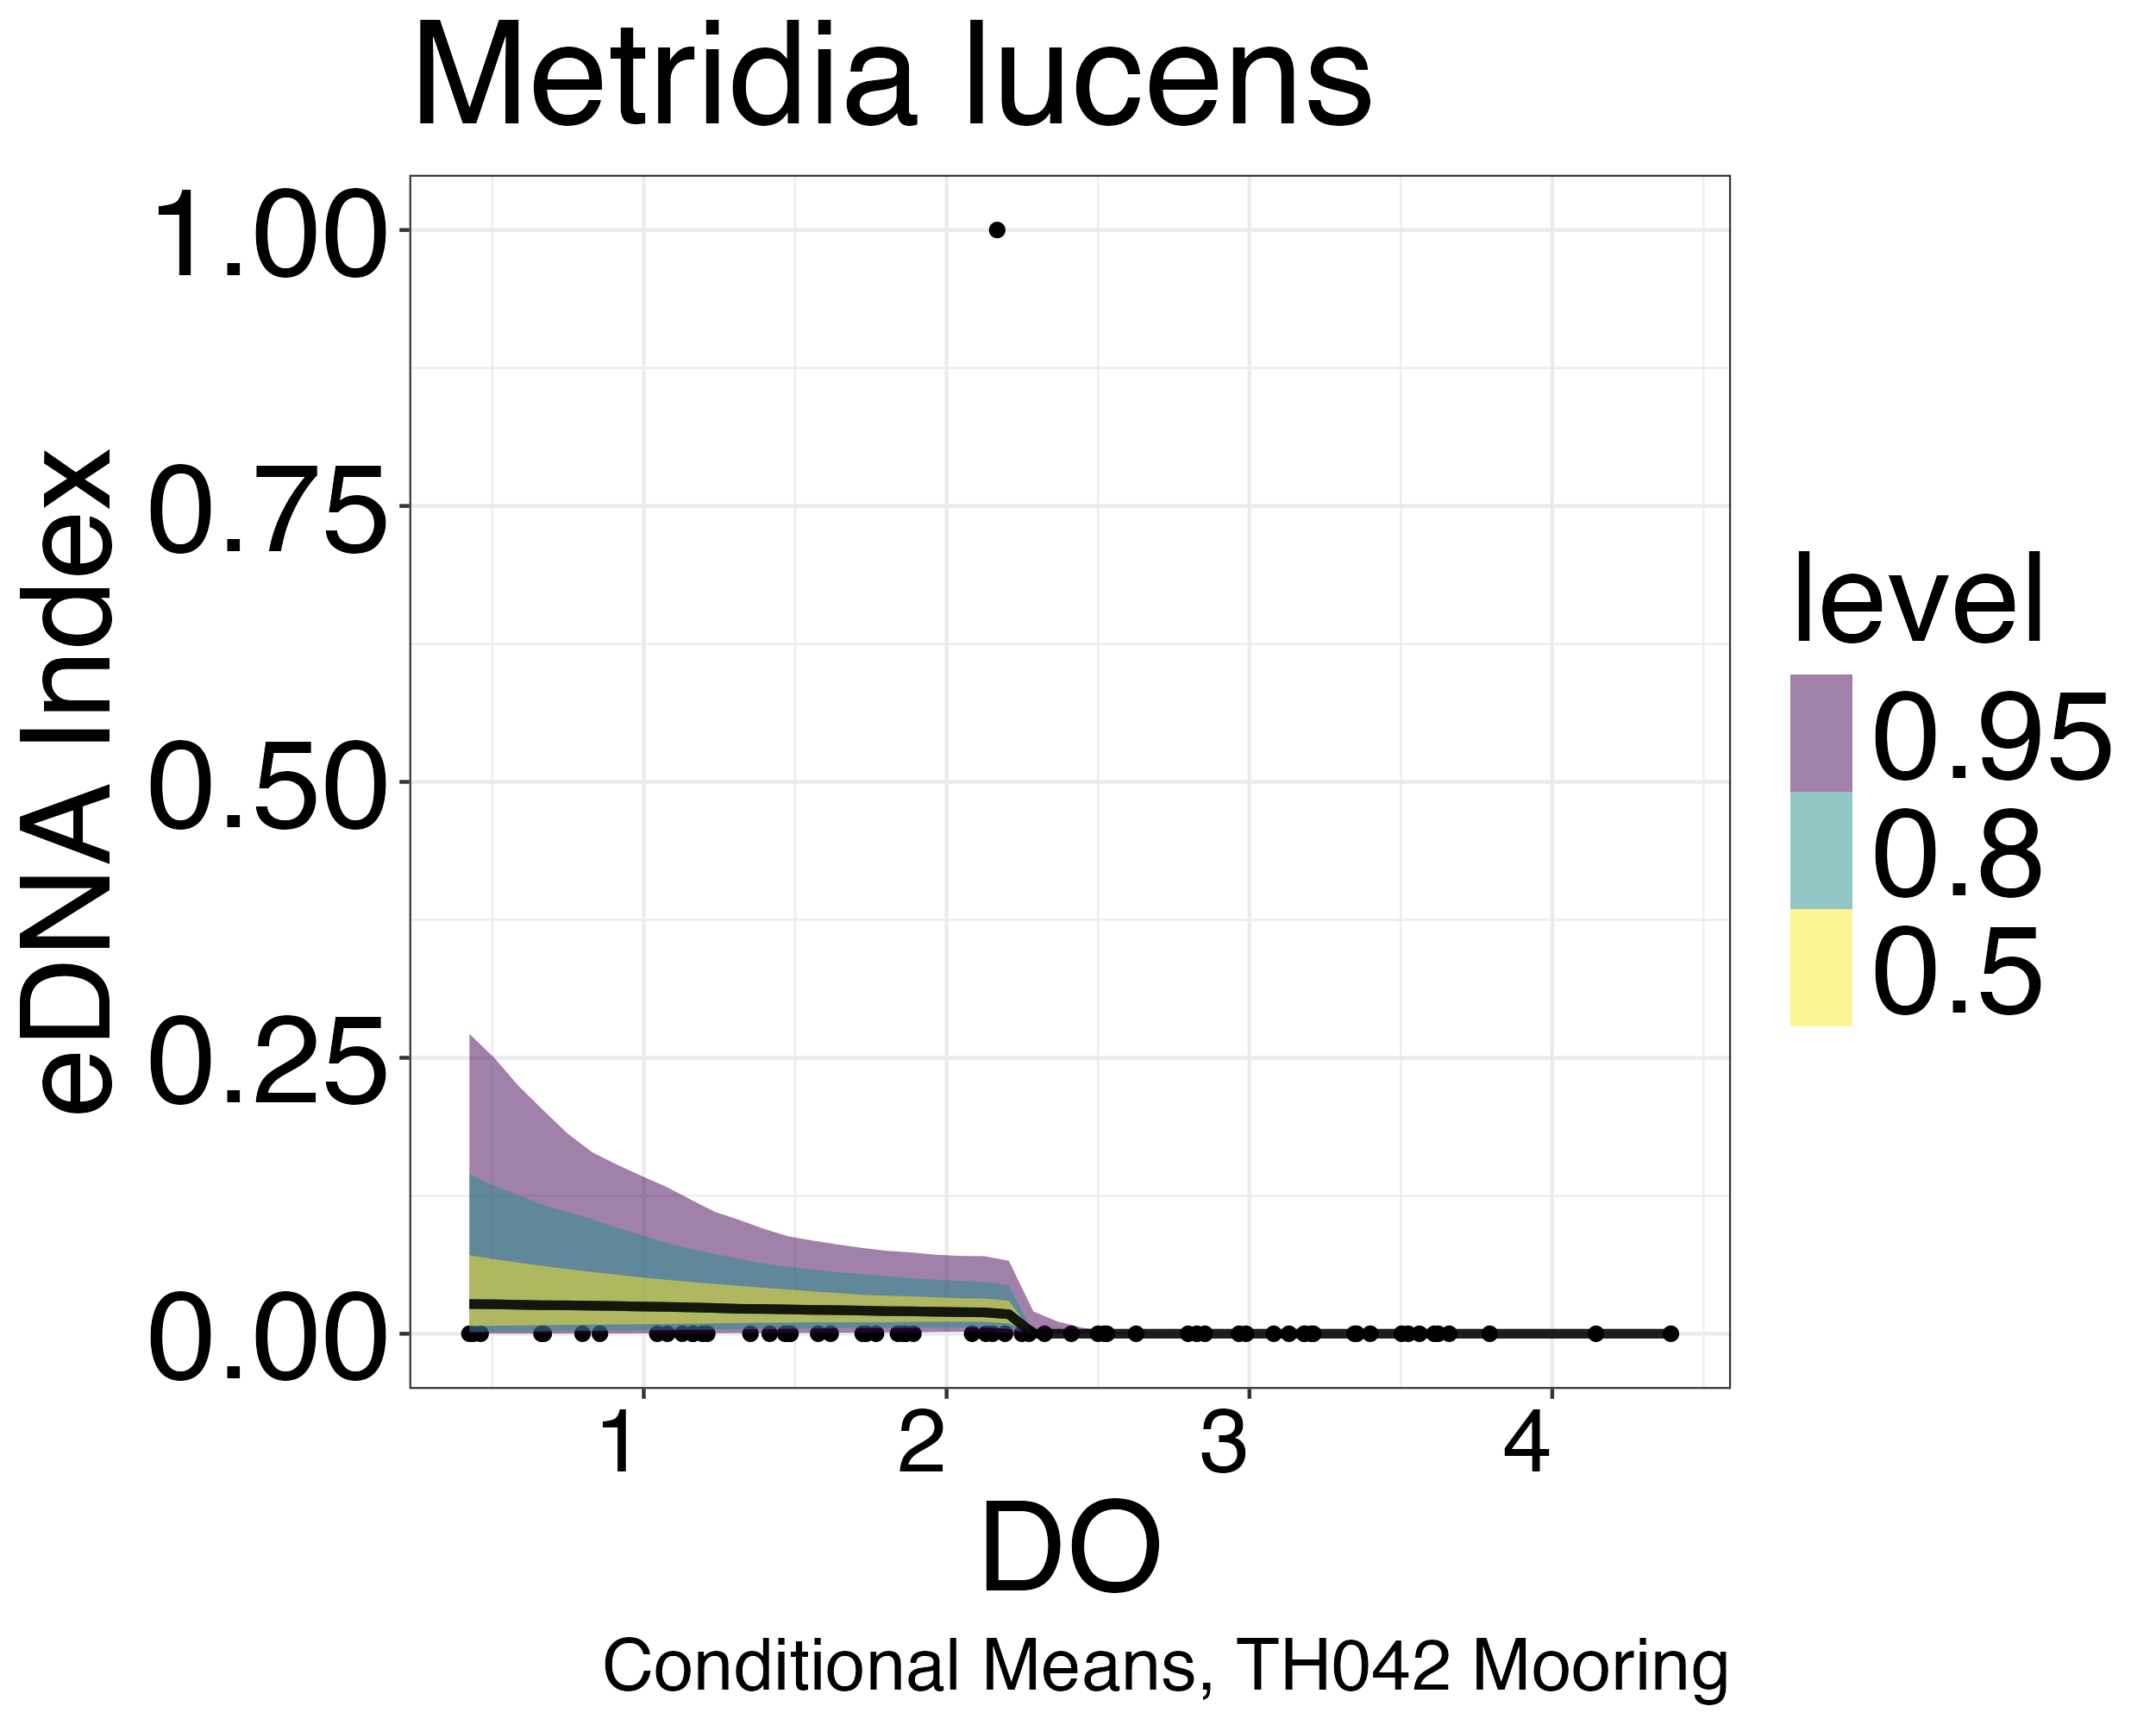 Metridia lucens
eDNA Index
1.00
0.75
0.50
0.25
0.00
1 2 3 4
DO
Conditional Means, TH042 Mooring
level
0.95
0.8
0.5